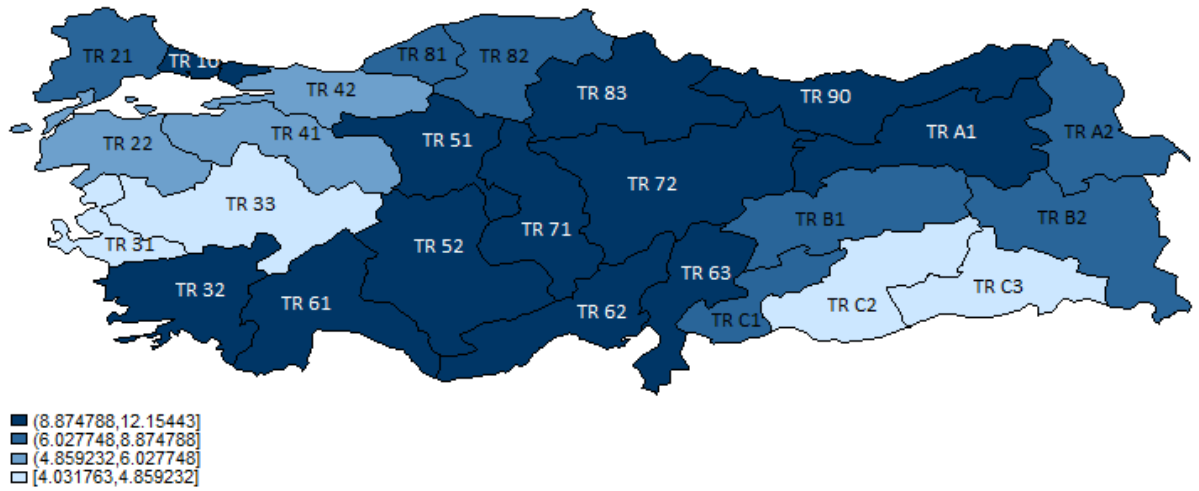 TR 21
TR 10
TR 81
TR 82
TR 42
TR 83
TR 90
TR 22
TR 41
TR 51
TR A1
TR A2
TR 33
TR 72
TR 31
TR 52
TR 71
TR B1
TR B2
TR 32
TR 61
TR 62
TR 63
TR C1
TR C2
TR C3
(8.874788,12.15443]
(6.027748,8.874788]
(4.859232,6.027748]
[4.031763,4.859232]